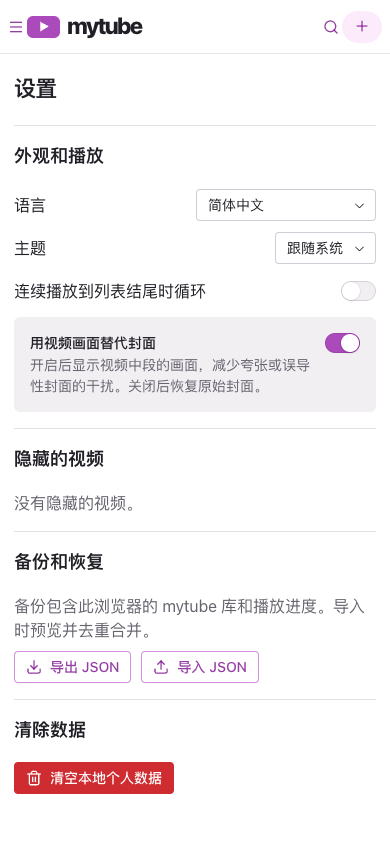 mytube
设置
外观和播放
语言
简体中文
主题
跟随系统
连续播放到列表结尾时循环
用视频画面替代封面
开启后显示视频中段的画面，减少夸张或误导
性封面的干扰。关闭后恢复原始封面。
隐藏的视频
没有隐藏的视频。
备份和恢复
备份包含此浏览器的 mytube 库和播放进度。导入
时预览并去重合并。
导出 JSON
导入 JSON
清除数据
清空本地个人数据